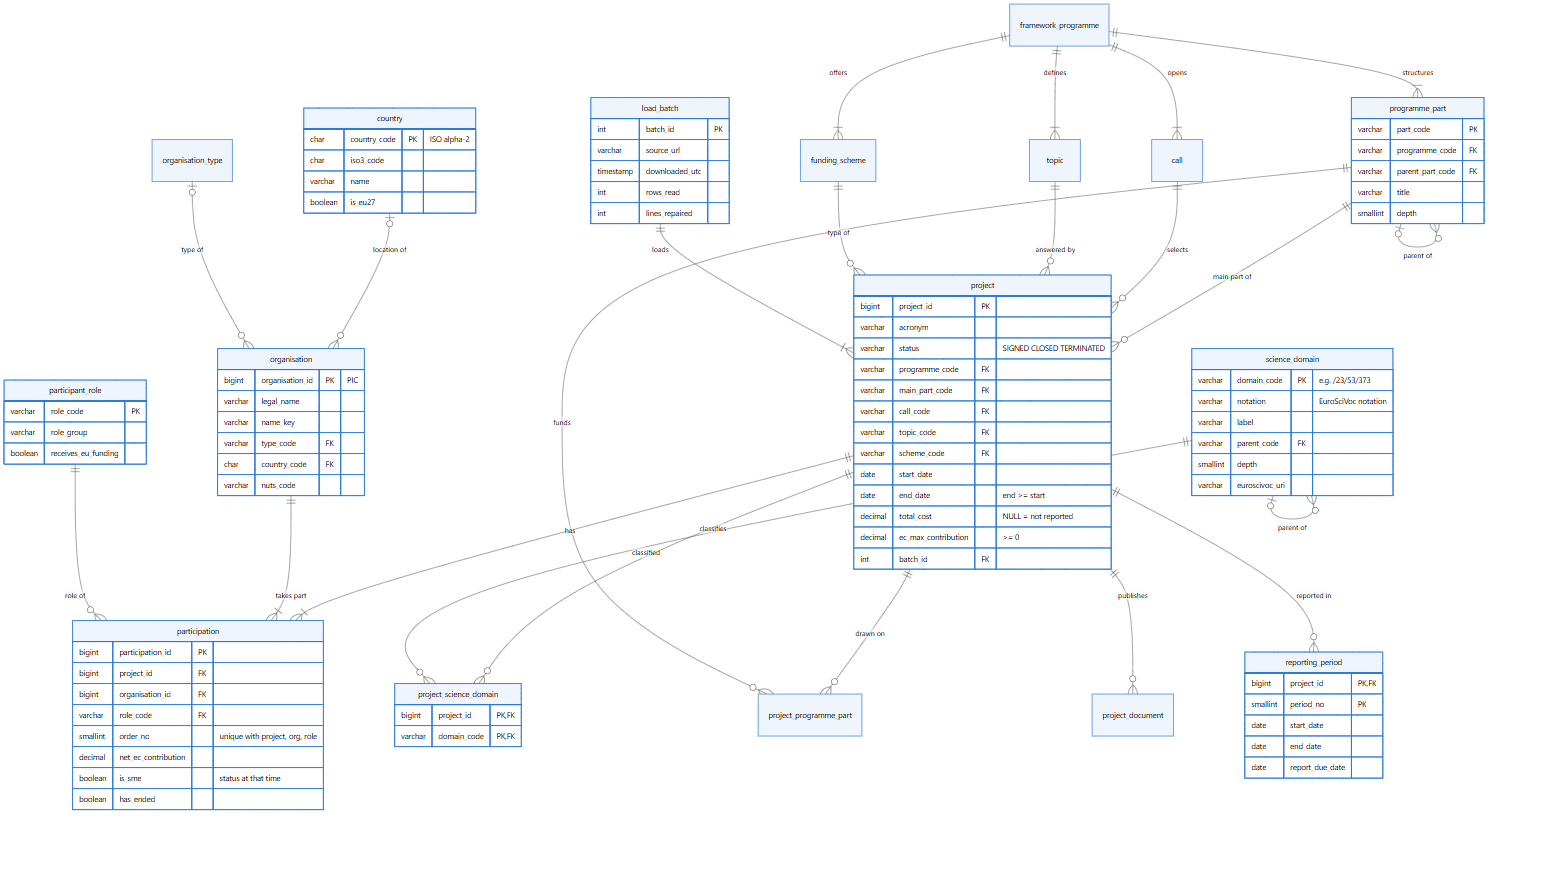 framework_programme
offers
defines
opens
structures
country
char country_code PK ISO alpha-2
char iso3_code
varchar name
boolean is_eu27
load_batch
int batch_id PK
varchar source_url
timestamp downloaded_utc
int rows_read
int lines_repaired
programme_part
varchar part_code PK
varchar programme_code FK
varchar parent_part_code FK
varchar title
smallint depth
organisation_type
funding_scheme
topic
call
type of
location of
loads
type of
answered by
selects
parent of
main part of
project
bigint project_id PK
varchar acronym
varchar status SIGNED CLOSED TERMINATED
varchar programme_code FK
varchar main_part_code FK
varchar call_code FK
varchar topic_code FK
varchar scheme_code FK
date start_date
date end_date end >= start
decimal total_cost NULL = not reported
decimal ec_max_contribution >= 0
int batch_id FK
organisation
bigint organisation_id PK PIC
varchar legal_name
varchar name_key
varchar type_code FK
char country_code FK
varchar nuts_code
science_domain
varchar domain_code PK e.g. /23/53/373
varchar notation EuroSciVoc notation
varchar label
varchar parent_code FK
smallint depth
varchar euroscivoc_uri
participant_role
varchar role_code PK
varchar role_group
boolean receives_eu_funding
funds
has
classifies
classified
parent of
role of
takes part
publishes
reported in
drawn on
participation
bigint participation_id PK
bigint project_id FK
bigint organisation_id FK
varchar role_code FK
smallint order_no unique with project, org, role
decimal net_ec_contribution
boolean is_sme status at that time
boolean has_ended
project_science_domain
bigint project_id PK,FK
varchar domain_code PK,FK
project_programme_part
project_document
reporting_period
bigint project_id PK,FK
smallint period_no PK
date start_date
date end_date
date report_due_date